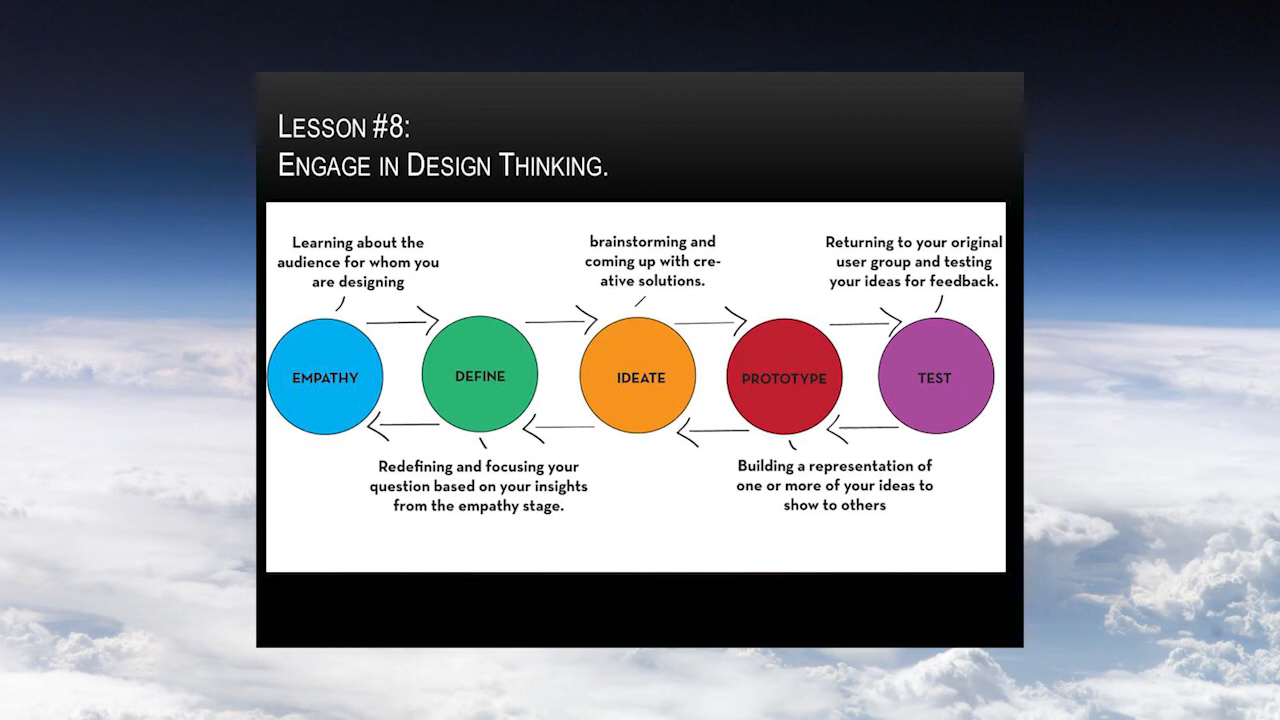 LESSON #8:
ENGAGE IN DESIGN THINKING.
Learning about the
audience for whom you
are designing
brainstorming and
coming up with cre-
ative solutions.
Returning to your original
user group and testing
your ideas for feedback.
EMPATHY
DEFINE
IDEATE
PROTOTYPE
TEST
Redefining and focusing your
question based on your insights
from the empathy stage.
Building a representation of
one or more of your ideas to
show to others